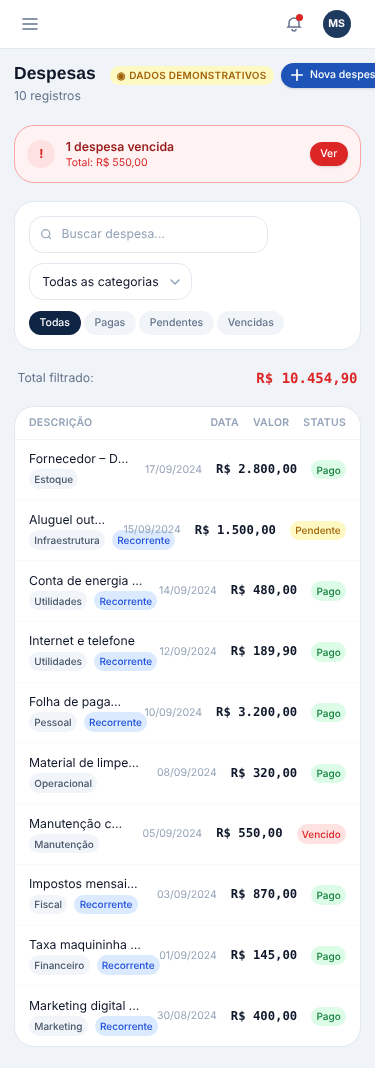 MS
Despesas
DADOS DEMONSTRATIVOS
Nova despes
10 registros
!
1 despesa vencida
Total: R$ 550,00
Ver
Buscar despesa...
Todas as categorias
Todas Pagas Pendentes Vencidas
Total filtrado: R$ 10.454,90
DESCRIÇÃO DATA VALOR STATUS
Fornecedor – D... 17/09/2024 R$ 2.800,00 Pago
Estoque
Aluguel out... 15/09/2024 R$ 1.500,00 Pendente
Infraestrutura Recorrente
Conta de energia ... 14/09/2024 R$ 480,00 Pago
Utilidades Recorrente
Internet e telefone 12/09/2024 R$ 189,90 Pago
Utilidades Recorrente
Folha de paga... 10/09/2024 R$ 3.200,00 Pago
Pessoal Recorrente
Material de limpe... 08/09/2024 R$ 320,00 Pago
Operacional
Manutenção c... 05/09/2024 R$ 550,00 Vencido
Manutenção
Impostos mensai... 03/09/2024 R$ 870,00 Pago
Fiscal Recorrente
Taxa maquininha ... 01/09/2024 R$ 145,00 Pago
Financeiro Recorrente
Marketing digital ... 30/08/2024 R$ 400,00 Pago
Marketing Recorrente